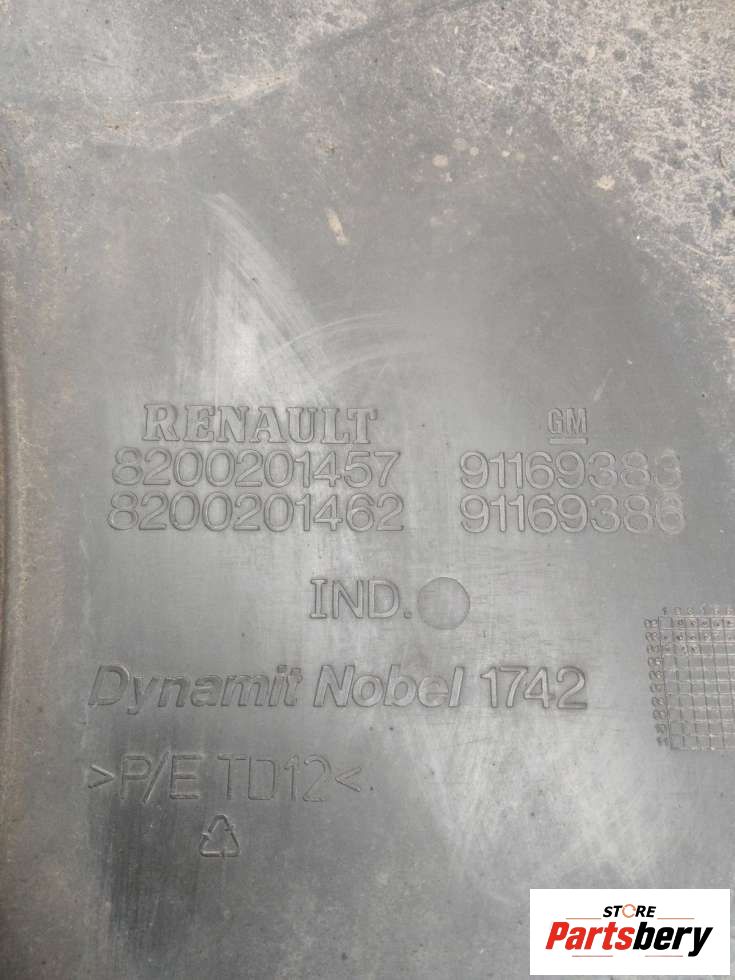 RENAULT GM
8200201457 91169383
8200201462 91169386
IND.
Dynamit Nobel 1742
>P/E TD12<
STORE
Partsbery